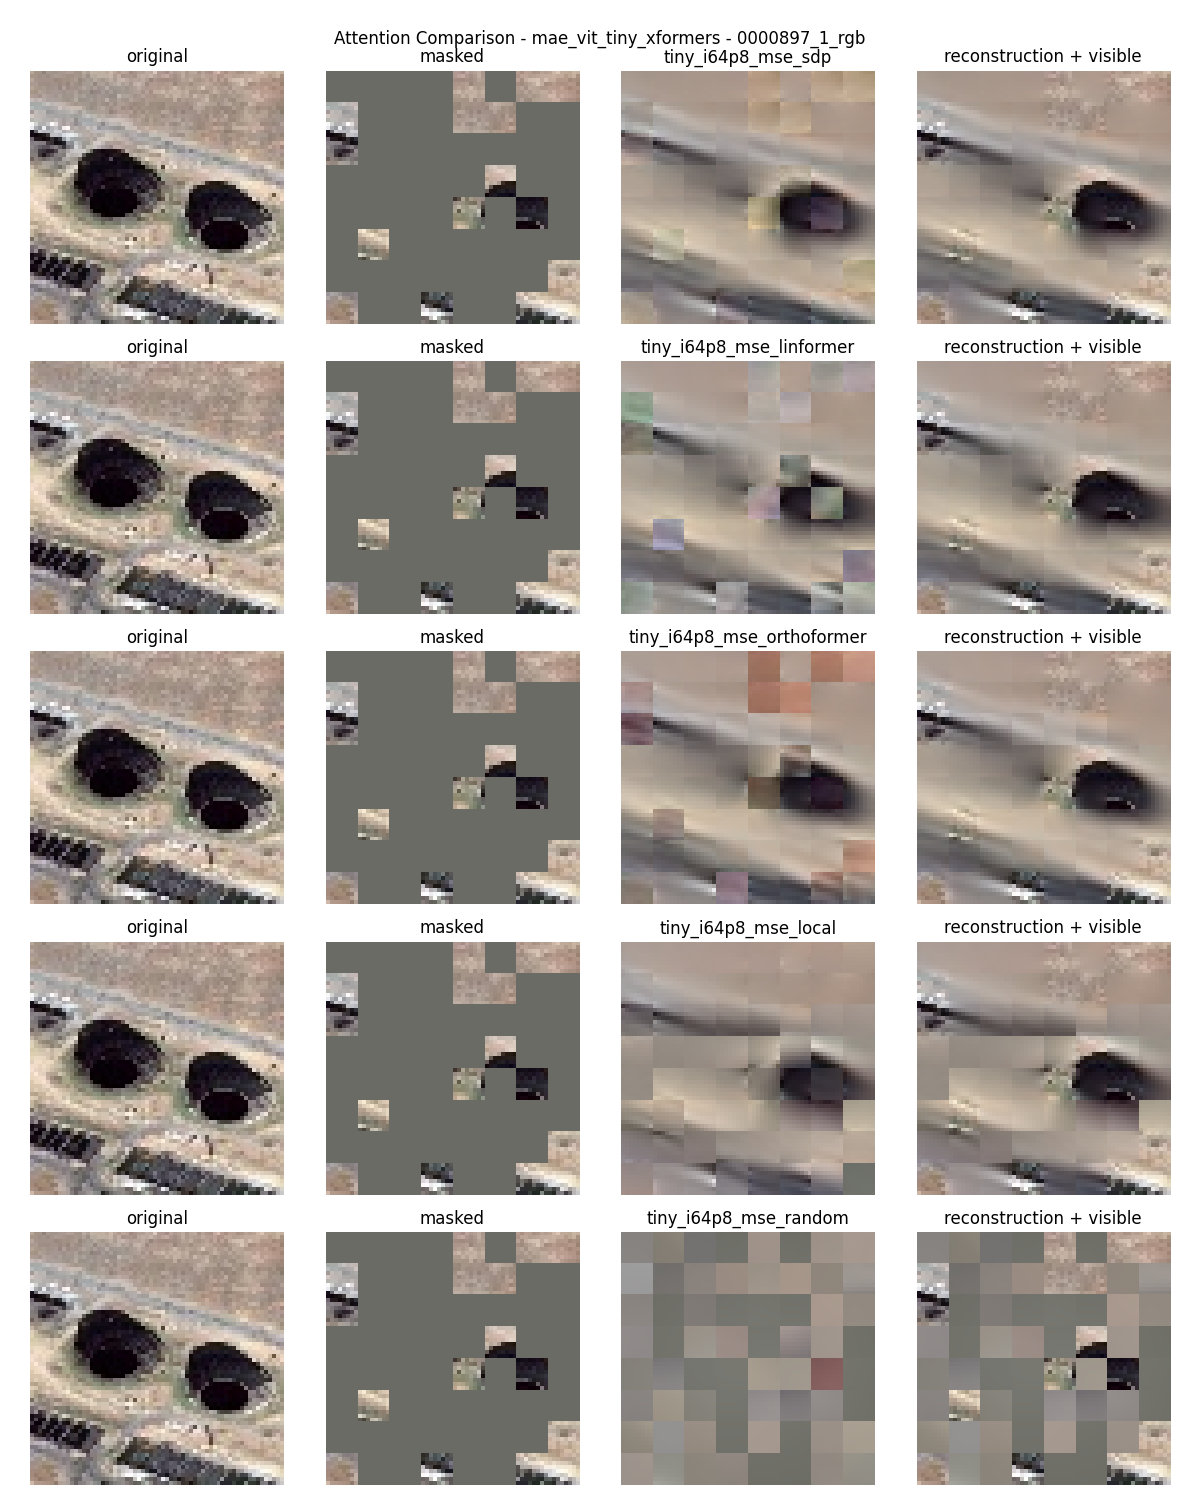 Attention Comparison - mae_vit_tiny_xformers - 0000897_1_rgb
original masked tiny_i64p8_mse_sdp reconstruction + visible
original masked tiny_i64p8_mse_linformer reconstruction + visible
original masked tiny_i64p8_mse_orthoformer reconstruction + visible
original masked tiny_i64p8_mse_local reconstruction + visible
original masked tiny_i64p8_mse_random reconstruction + visible